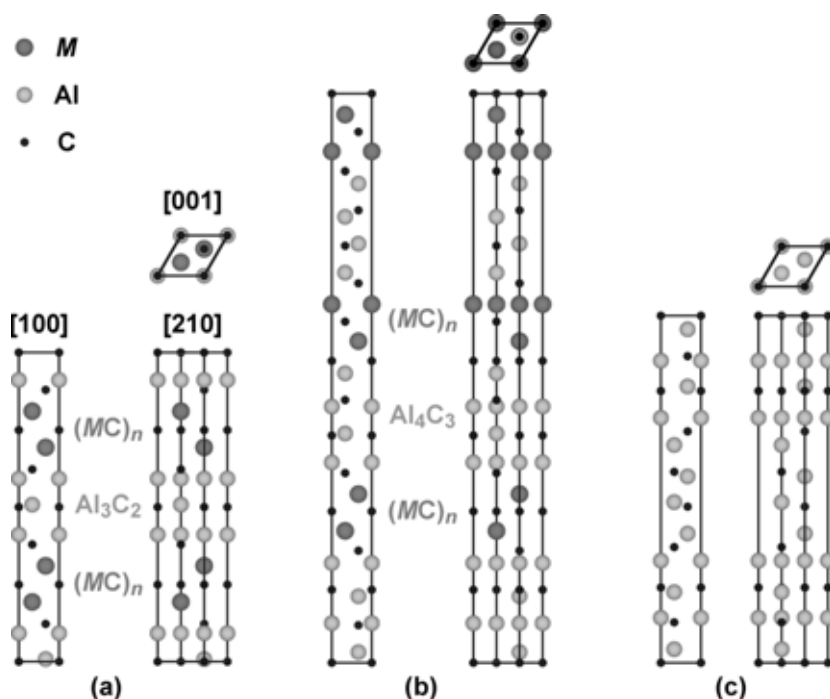 M
Al
C
[001]
[100]
[210]
(MC)ₙ
Al₃C₂
(MC)ₙ
(a)
(MC)ₙ
Al₄C₃
(MC)ₙ
(b)
(c)